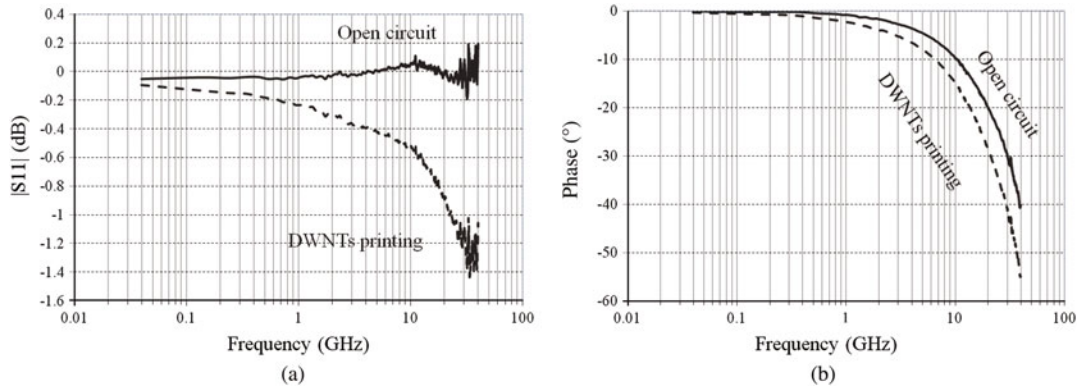 0.4
0.2
0
-0.2
-0.4
-0.6
-0.8
-1
-1.2
-1.4
-1.6
|S11| (dB)
Open circuit
DWNTs printing
0.01
0.1
1
10
100
Frequency (GHz)
(a)
0
-10
-20
-30
-40
-50
-60
Phase (°)
Open circuit
DWNTs printing
0.01
0.1
1
10
100
Frequency (GHz)
(b)